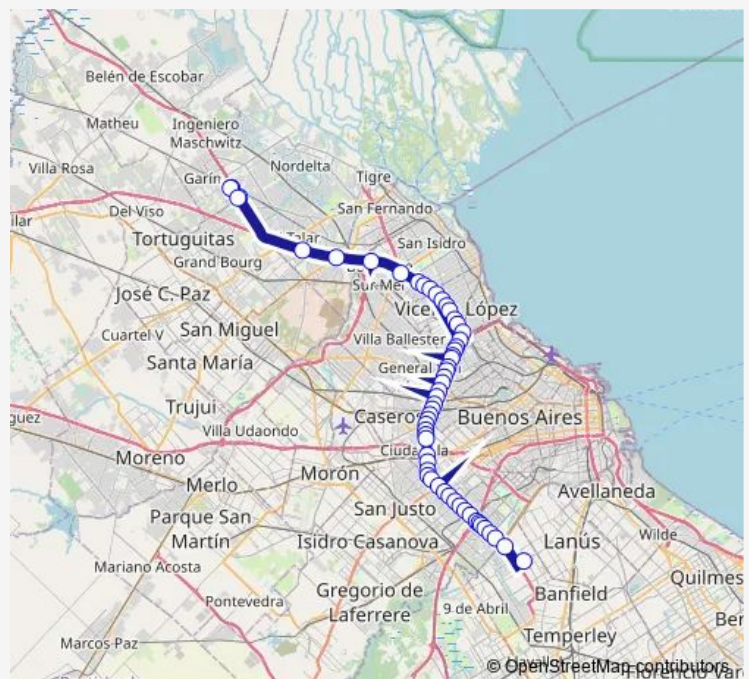 Belén de Escobar
Matheu
Ingeniero
Maschwitz
Villa Rosa
Garín
Nordelta
Tigre
San Fernando
Del Viso
Tortuguitas
San Isidro
Grand Bourg
José C. Paz
López
Cuartel V
San Miguel
Villa Ballester
Santa María
General
Trujui
Caseros
Buenos Aires
Villa Udaondo
Moreno
Morón
Merlo
Avellaneda
Parque San
Martín
San Justo
Wilde
Mariano Acosta
Isidro Casanova
Lanús
Quilmes
Pontevedra
Gregorio de
Laferrere
9 de Abril
Banfield
Temperley
Marcos Paz
© OpenStreetMap contributors